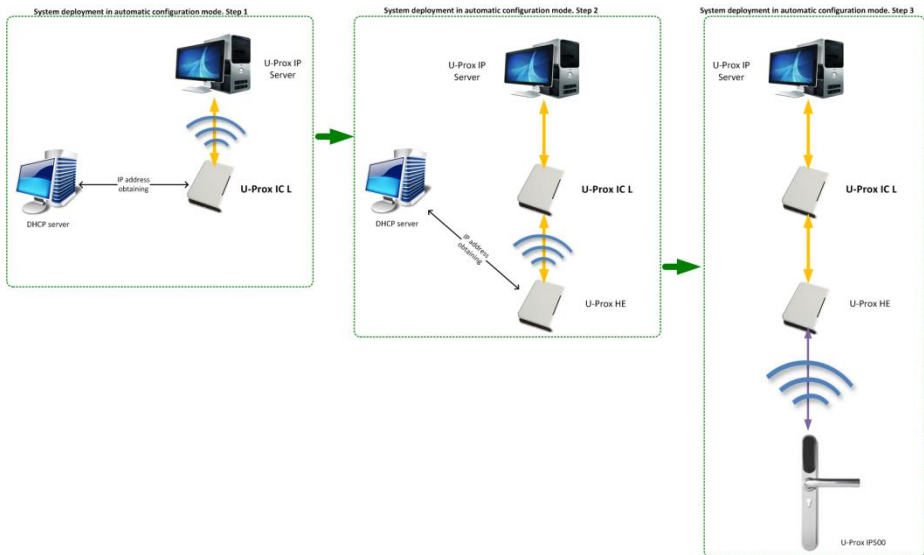 System deployment in automatic configuration mode. Step 1
U-Prox IP
Server
IP address
obtaining
U-Prox IC L
DHCP server
System deployment in automatic configuration mode. Step 2
U-Prox IP
Server
U-Prox IC L
DHCP server
IP address
obtaining
U-Prox HE
System deployment in automatic configuration mode. Step 3
U-Prox IP
Server
U-Prox IC L
U-Prox HE
U-Prox IP500